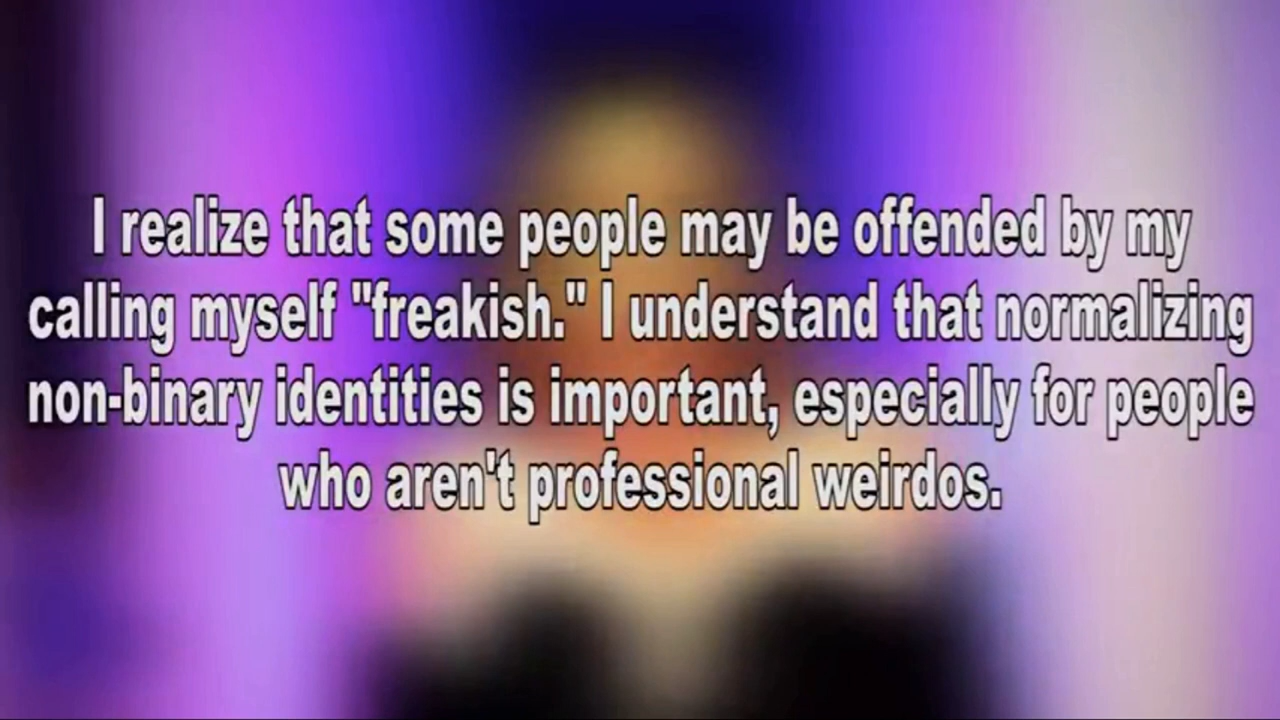 I realize that some people may be offended by my
calling myself "freakish." I understand that normalizing
non-binary identities is important, especially for people
who aren't professional weirdos.